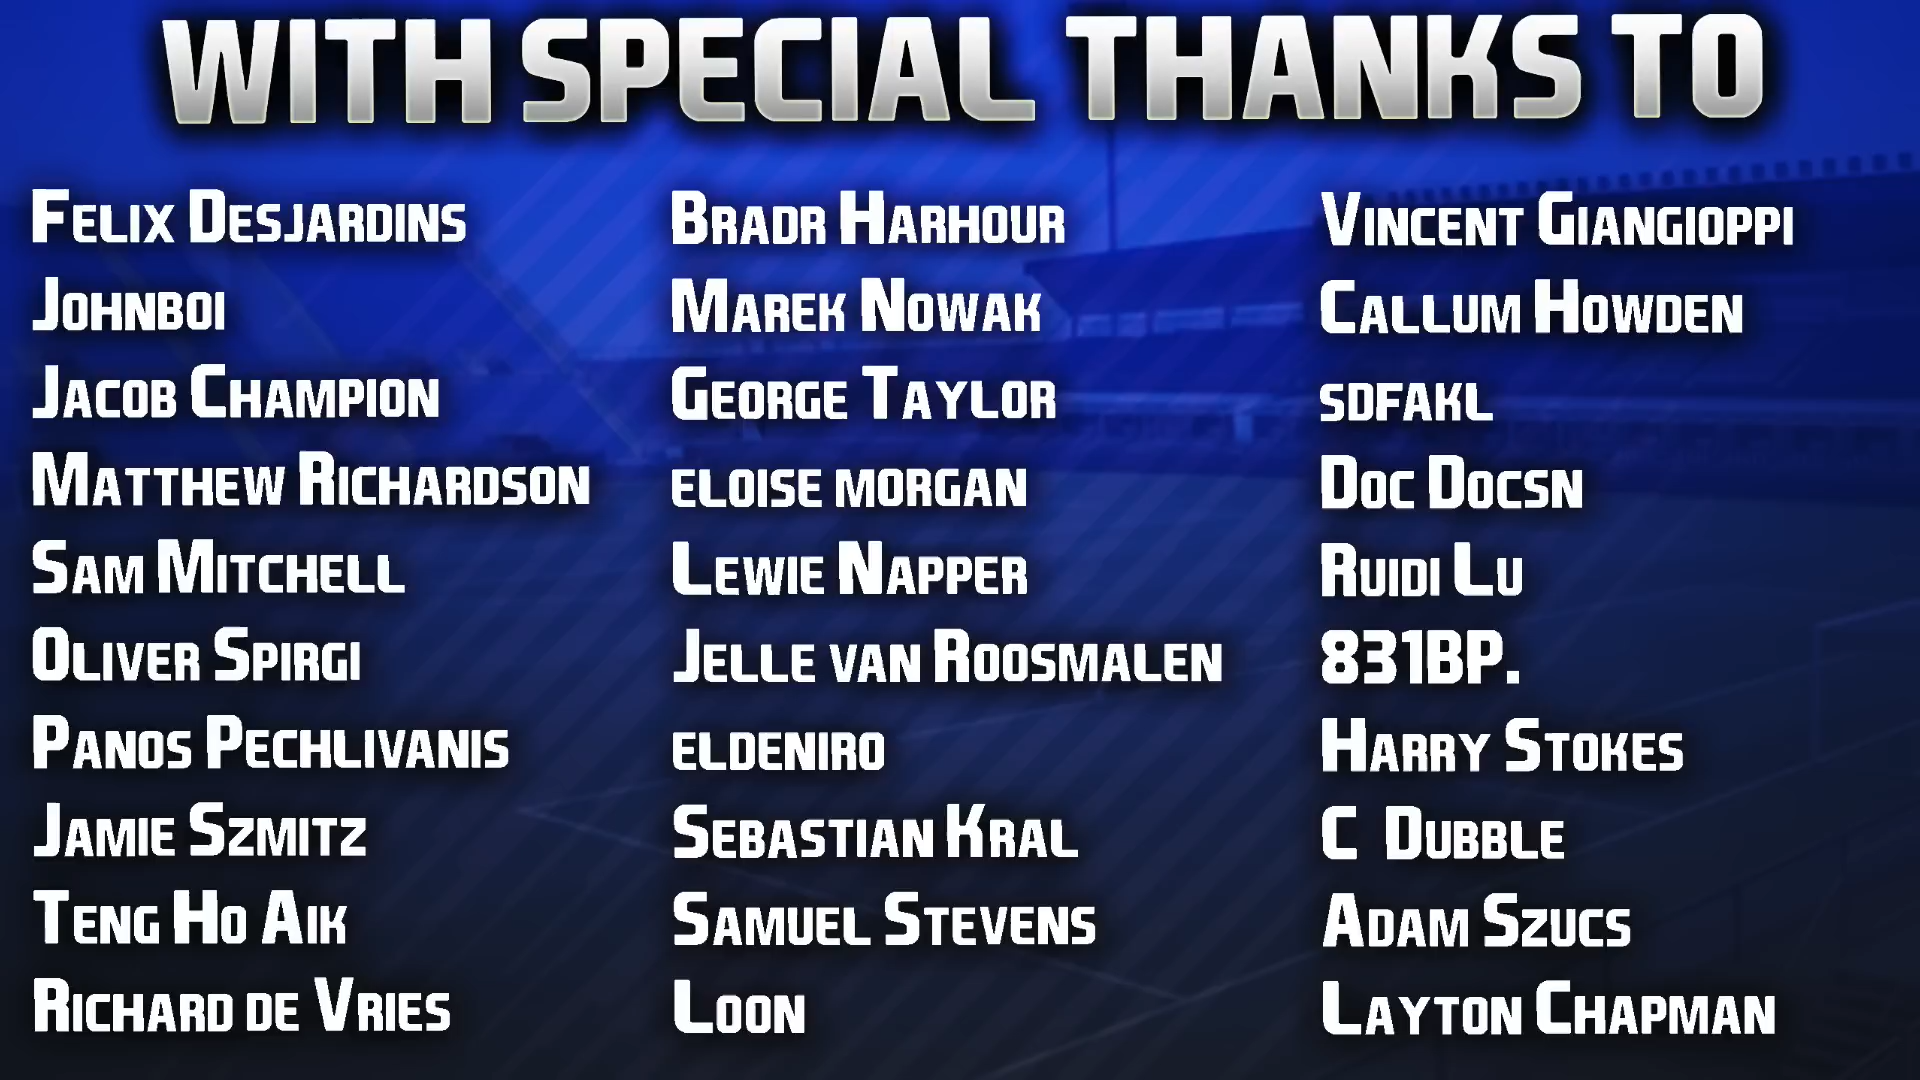 WITH SPECIAL THANKS TO
Felix Desjardins
Johnboi
Jacob Champion
Matthew Richardson
Sam Mitchell
Oliver Spirgi
Panos Pechlivanis
Jamie Szmitz
Teng Ho Aik
Richard de Vries
Bradr Harhour
Marek Nowak
George Taylor
eloise morgan
Lewie Napper
Jelle van Roosmalen
eldeniro
Sebastian Kral
Samuel Stevens
Loon
Vincent Giangioppi
Callum Howden
sdfakl
Doc Docsn
Ruidi Lu
831BP.
Harry Stokes
C Dubble
Adam Szucs
Layton Chapman